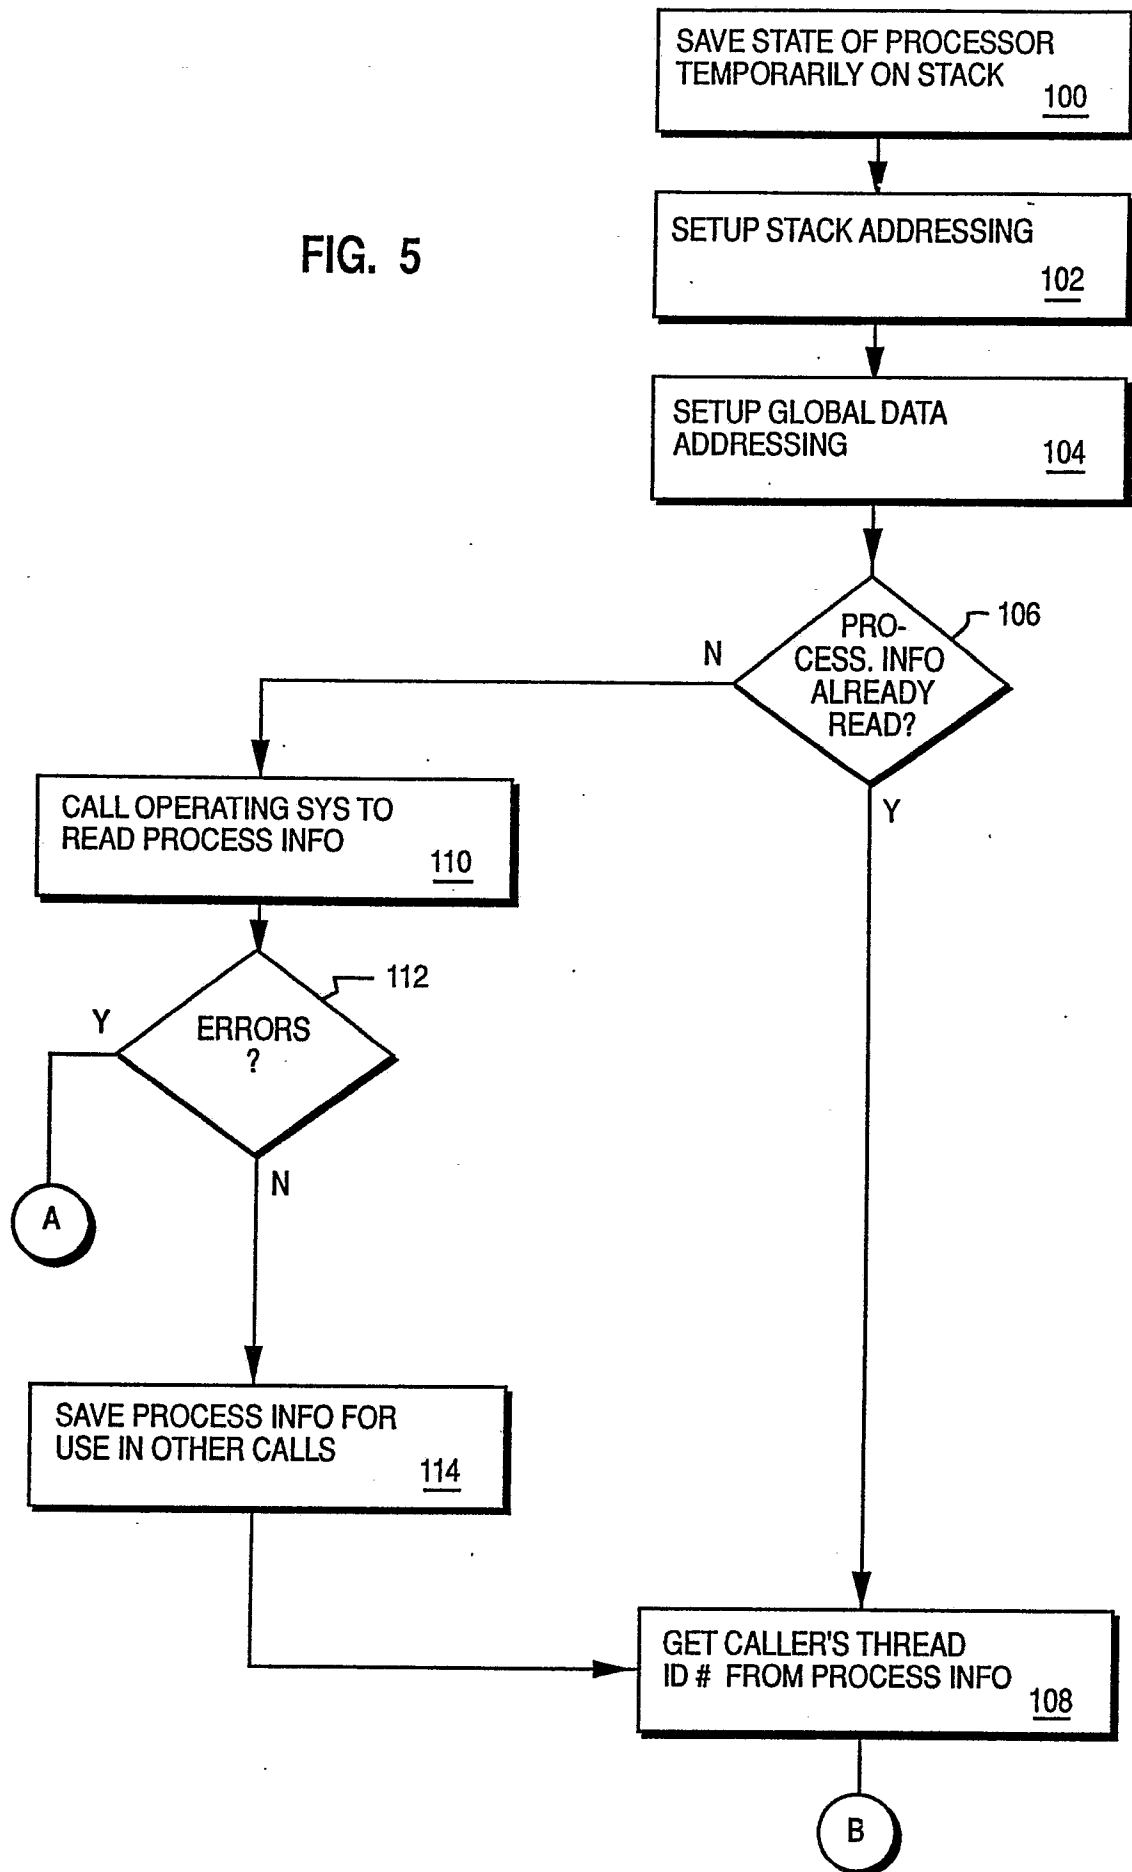 SAVE STATE OF PROCESSOR
TEMPORARILY ON STACK
100
FIG. 5
SETUP STACK ADDRESSING
102
SETUP GLOBAL DATA
ADDRESSING
104
106
PRO-
CESS. INFO
ALREADY
READ?
N
Y
CALL OPERATING SYS TO
READ PROCESS INFO
110
112
ERRORS
?
Y
N
A
SAVE PROCESS INFO FOR
USE IN OTHER CALLS
114
GET CALLER'S THREAD
ID # FROM PROCESS INFO
108
B